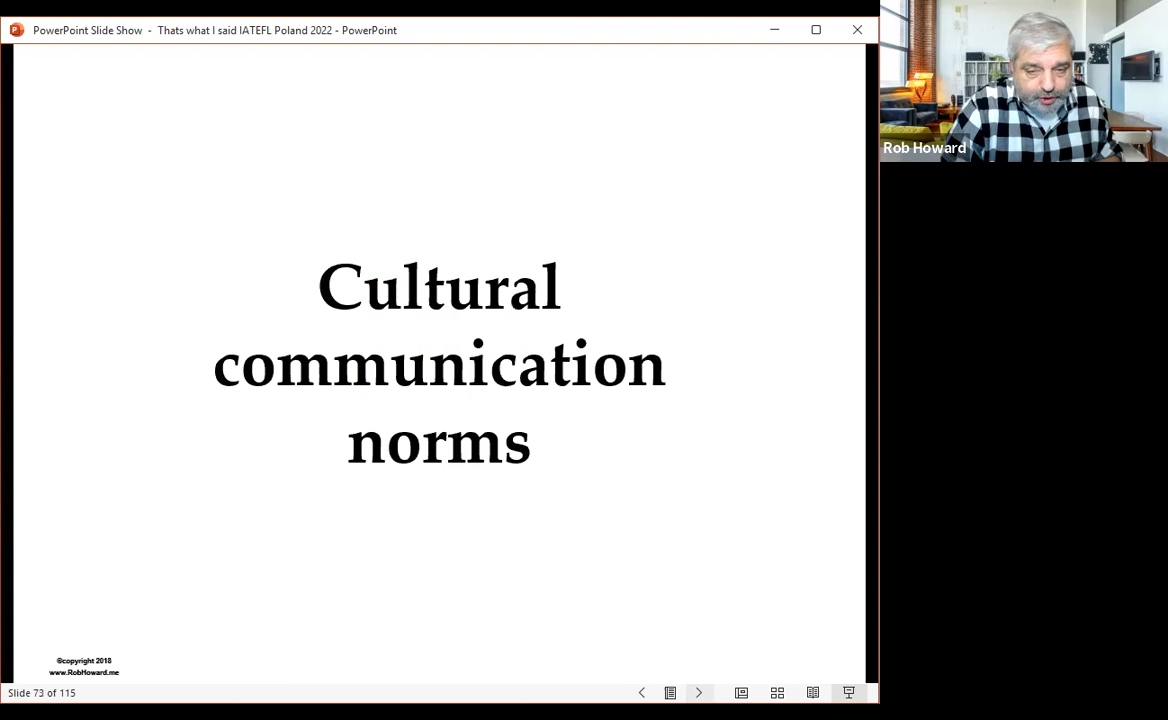 PowerPoint Slide Show - Thats what I said IATEFL Poland 2022 - PowerPoint
Rob Howard
Cultural
communication
norms
©copyright 2018
www.RobHoward.me
Slide 73 of 115